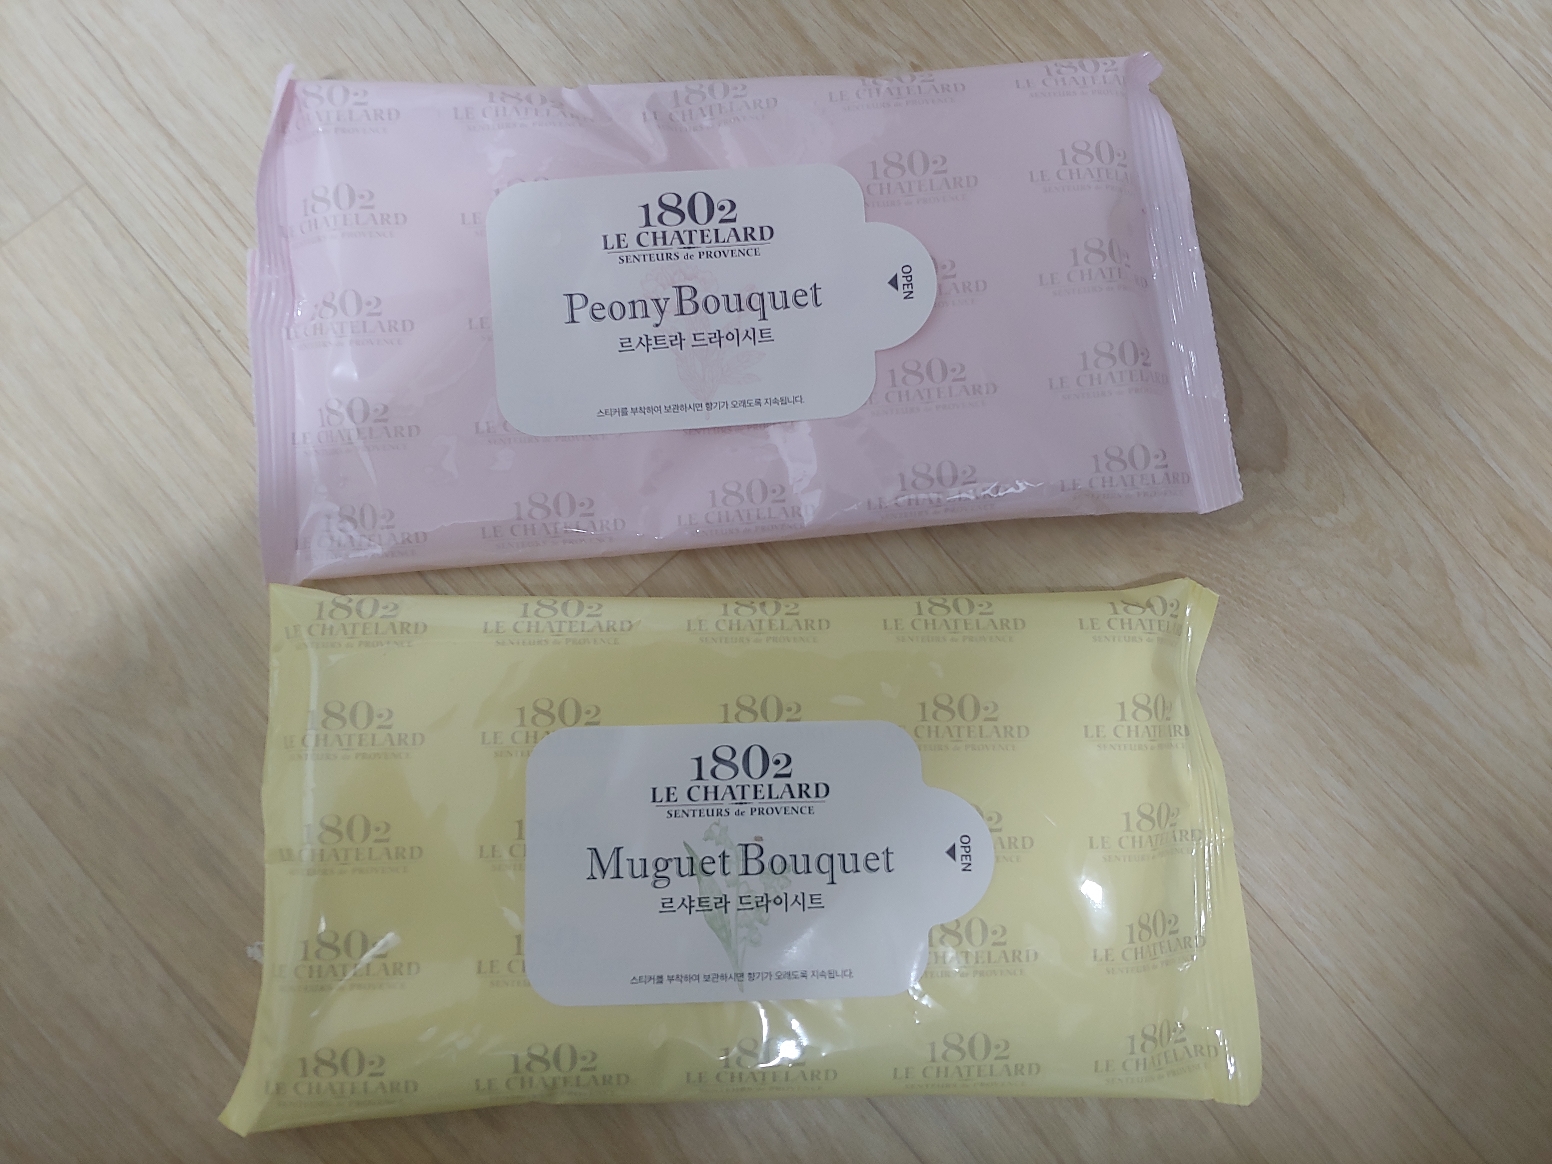 1802
LE CHATELARD
SENTEURS de PROVENCE
Peony Bouquet
르샤트라 드라이시트
스티커를 부착하여 보관하시면 향기가 오래도록 지속됩니다.
OPEN
1802
LE CHATELARD
SENTEURS de PROVENCE
Muguet Bouquet
르샤트라 드라이시트
스티커를 부착하여 보관하시면 향기가 오래도록 지속됩니다.
OPEN